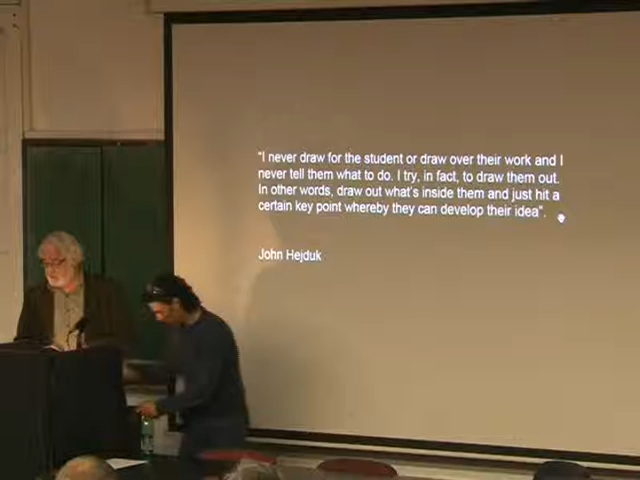 "I never draw for the student or draw over their work and I
never tell them what to do. I try, in fact, to draw them out.
In other words, draw out what's inside them and just hit a
certain key point whereby they can develop their idea".
John Hejduk